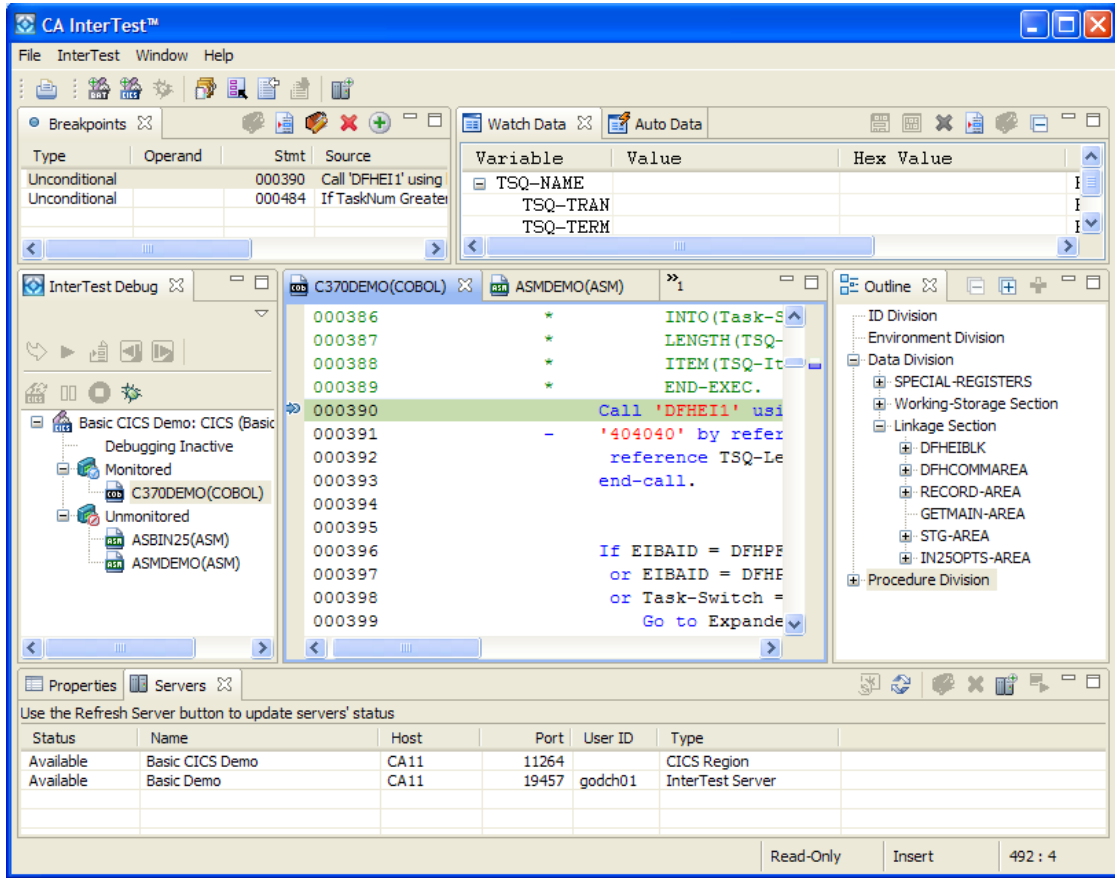 CA InterTest™
File InterTest Window Help
Breakpoints
Type Operand Stmt Source
Unconditional 000390 Call 'DFHEI1' using
Unconditional 000484 If TaskNum Greater
Watch Data Auto Data
Variable Value Hex Value
TSQ-NAME
TSQ-TRAN
TSQ-TERM
InterTest Debug
Basic CICS Demo: CICS (Basic
Debugging Inactive
Monitored
C370DEMO(COBOL)
Unmonitored
ASBIN25(ASM)
ASMDEMO(ASM)
C370DEMO(COBOL) ASMDEMO(ASM) »1
000386 * INTO(Task-S
000387 * LENGTH(TSQ-
000388 * ITEM(TSQ-It
000389 * END-EXEC.
000390 Call 'DFHEI1' usi
000391 - '404040' by refer
000392 reference TSQ-Le
000393 end-call.
000394
000395
000396 If EIBAID = DFHPF
000397 or EIBAID = DFHP
000398 or Task-Switch =
000399 Go to Expande
Outline
ID Division
Environment Division
Data Division
SPECIAL-REGISTERS
Working-Storage Section
Linkage Section
DFHEIBLK
DFHCOMMAREA
RECORD-AREA
GETMAIN-AREA
STG-AREA
IN25OPTS-AREA
Procedure Division
Properties Servers
Use the Refresh Server button to update servers' status
Status Name Host Port User ID Type
Available Basic CICS Demo CA11 11264 CICS Region
Available Basic Demo CA11 19457 godch01 InterTest Server
Read-Only Insert 492 : 4